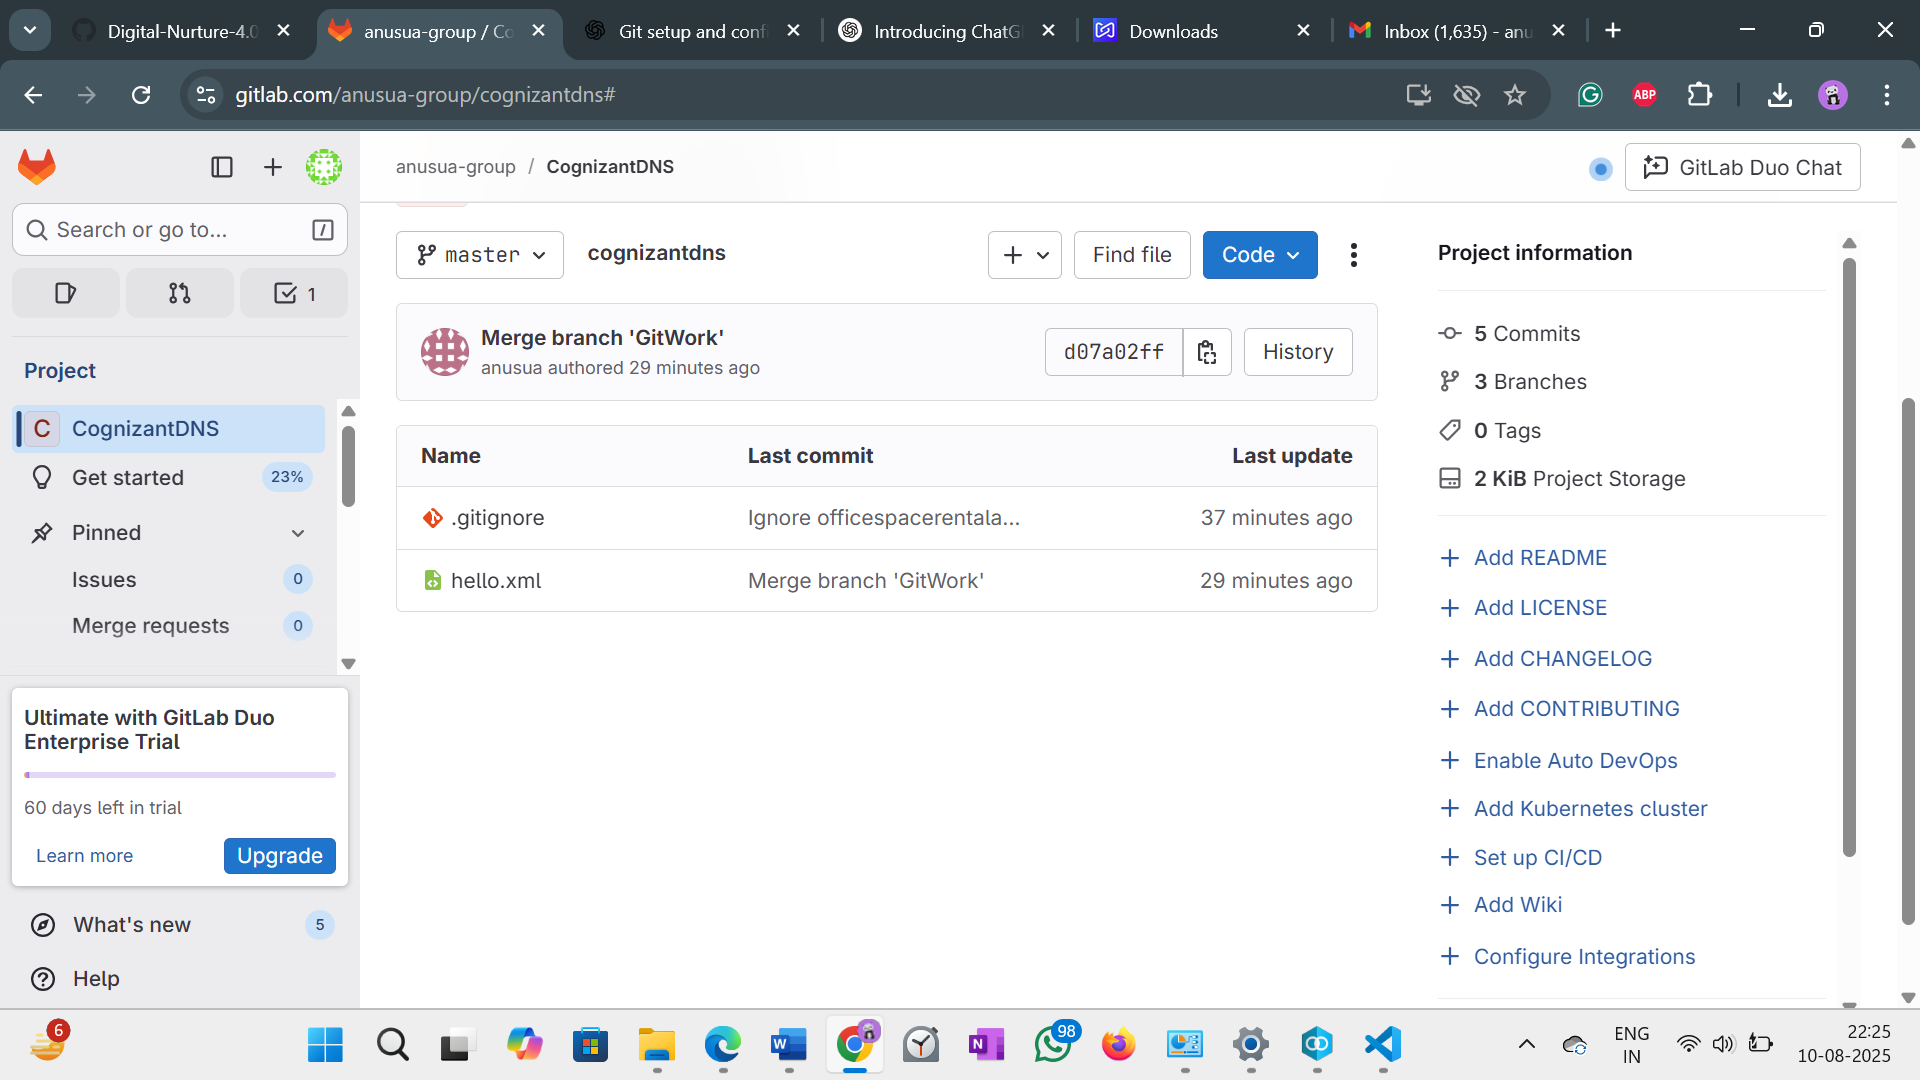 Digital-Nurture-4.0
anusua-group / Co
Git setup and conf
Introducing ChatG
Downloads
Inbox (1,635) - anu
gitlab.com/anusua-group/cognizantdns#
ABP
anusua-group / CognizantDNS
GitLab Duo Chat
Search or go to...
/
1
Project
C CognizantDNS
Get started 23%
Pinned
Issues 0
Merge requests 0
Ultimate with GitLab Duo
Enterprise Trial
60 days left in trial
Learn more
Upgrade
What's new 5
Help
master
cognizantdns
Find file
Code
Merge branch 'GitWork'
anusua authored 29 minutes ago
d07a02ff
History
Name Last commit Last update
.gitignore Ignore officespacerentala... 37 minutes ago
hello.xml Merge branch 'GitWork' 29 minutes ago
Project information
5 Commits
3 Branches
0 Tags
2 KiB Project Storage
Add README
Add LICENSE
Add CHANGELOG
Add CONTRIBUTING
Enable Auto DevOps
Add Kubernetes cluster
Set up CI/CD
Add Wiki
Configure Integrations
6
W
N
98
ENG
IN
22:25
10-08-2025